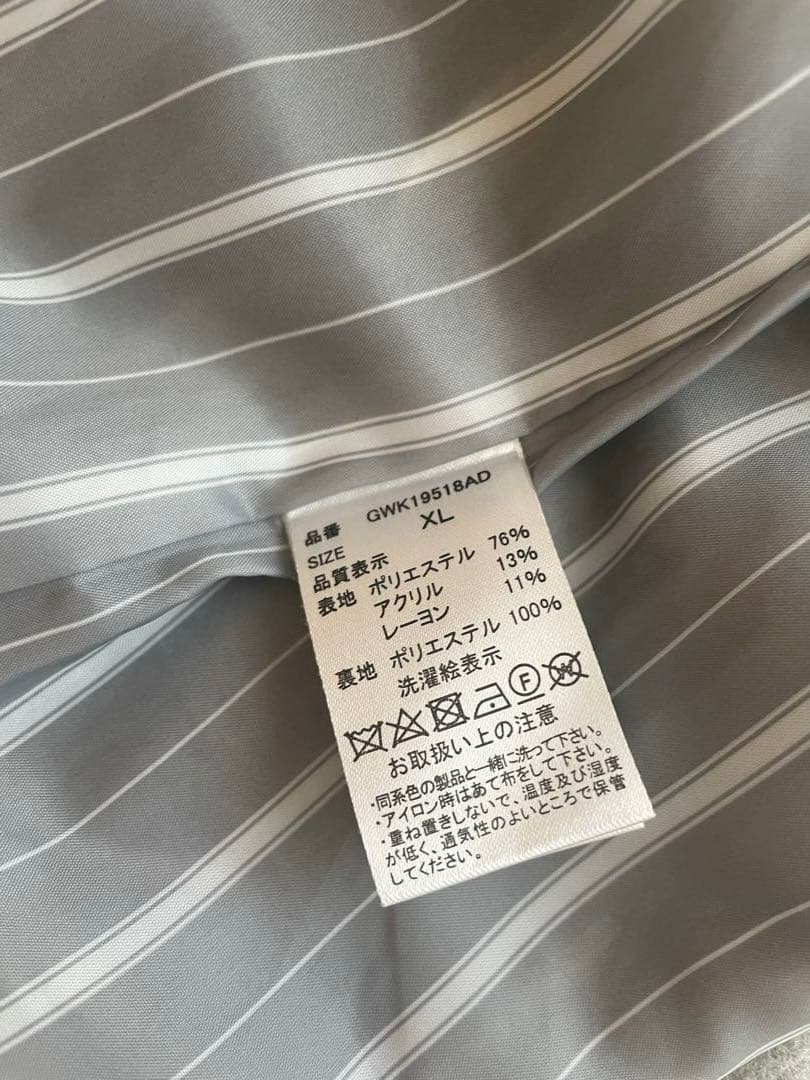 品番 GWK19518AD
SIZE XL
品質表示
表地 ポリエステル 76%
アクリル 13%
レーヨン 11%
裏地 ポリエステル 100%
洗濯絵表示
F W
お取扱い上の注意
・同系色の製品と一緒に洗って下さい。
・アイロン時はあて布をして下さい。
・重ね置きしないで、温度及び湿度
が低く、通気性のよいところで保管
してください。